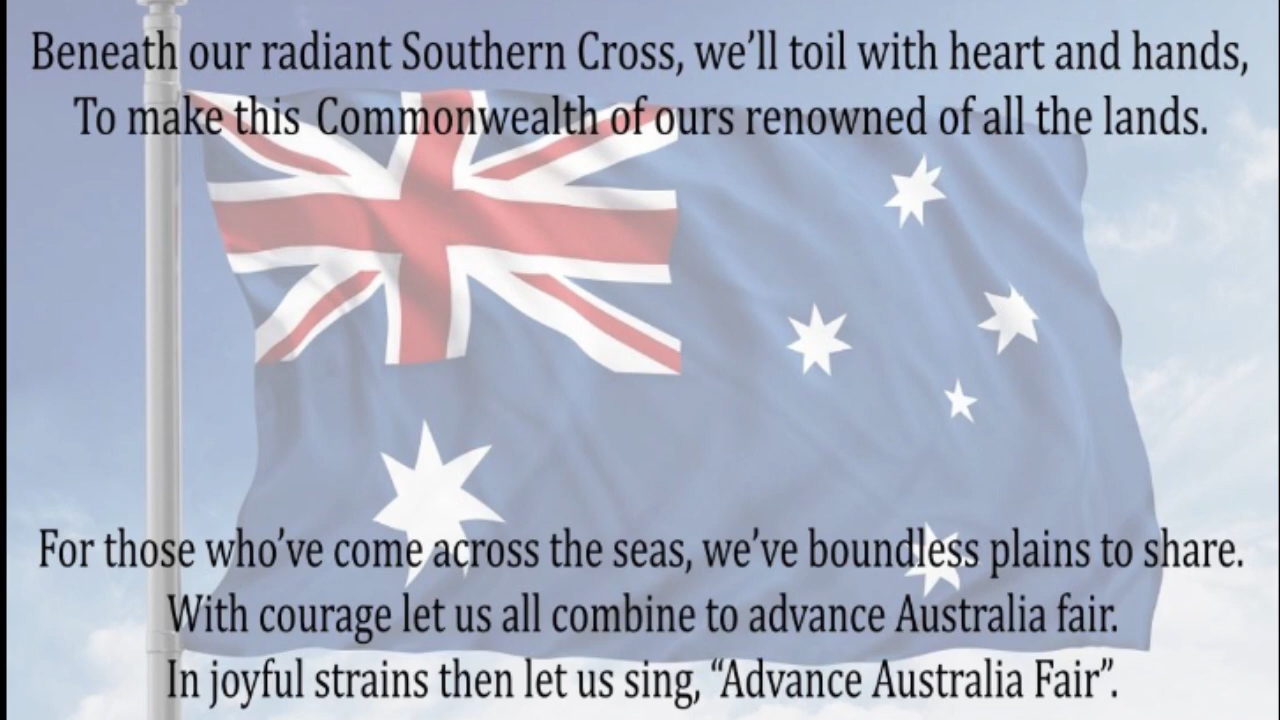 Beneath our radiant Southern Cross, we’ll toil with heart and hands,
To make this Commonwealth of ours renowned of all the lands.
For those who’ve come across the seas, we’ve boundless plains to share.
With courage let us all combine to advance Australia fair.
In joyful strains then let us sing, “Advance Australia Fair”.